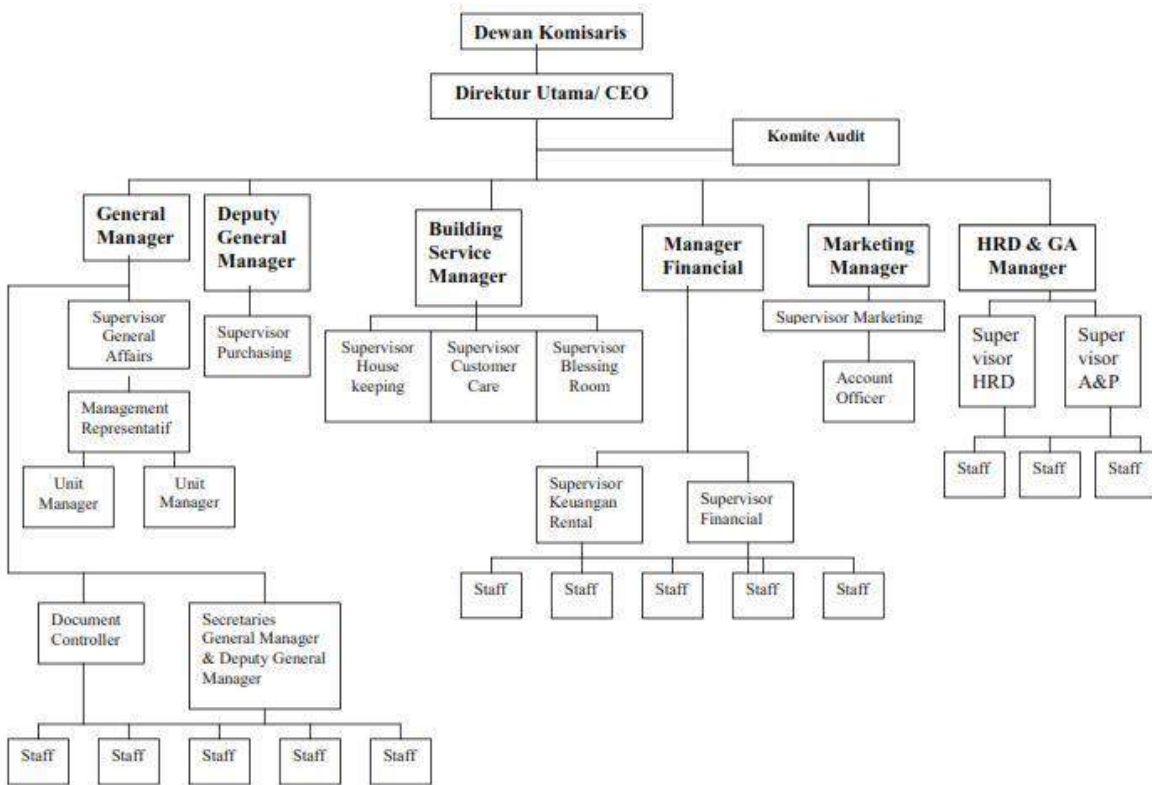 Dewan Komisaris
Direktur Utama/ CEO
Komite Audit
General
Manager
Deputy
General
Manager
Building
Service
Manager
Manager
Financial
Marketing
Manager
HRD & GA
Manager
Supervisor
General
Affairs
Supervisor
Purchasing
Supervisor
House
keeping
Supervisor
Customer
Care
Supervisor
Blessing
Room
Supervisor Marketing
Super
visor
HRD
Super
visor
A&P
Management
Representatif
Account
Officer
Unit
Manager
Unit
Manager
Staff
Staff
Staff
Supervisor
Keuangan
Rental
Supervisor
Financial
Staff
Staff
Staff
Staff
Staff
Document
Controller
Secretaries
General Manager
& Deputy General
Manager
Staff
Staff
Staff
Staff
Staff